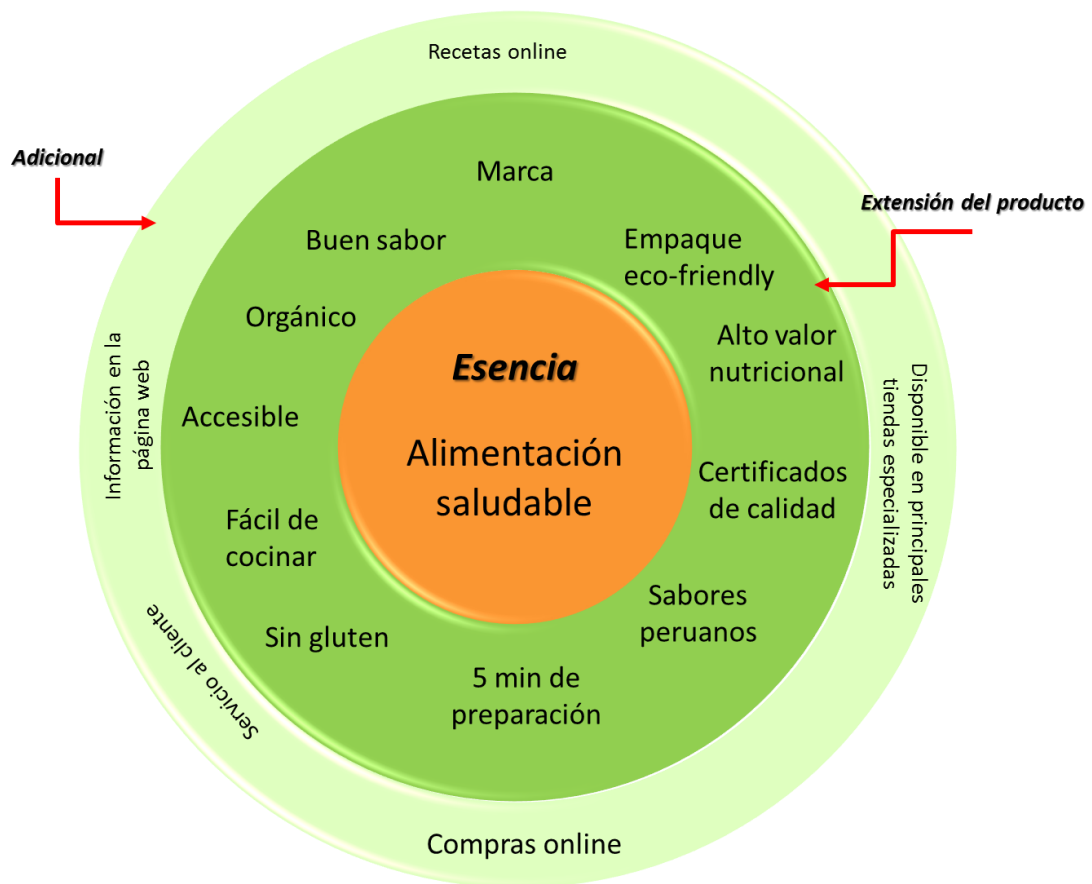 Recetas online
Adicional
Marca
Extensión del producto
Buen sabor
Empaque
eco-friendly
Orgánico
Alto valor
nutricional
Esencia
Información en la
página web
Disponible en principales
tiendas especializadas
Accesible
Alimentación
saludable
Certificados
de calidad
Fácil de
cocinar
Sabores
peruanos
Sin gluten
Servicio al cliente
5 min de
preparación
Compras online